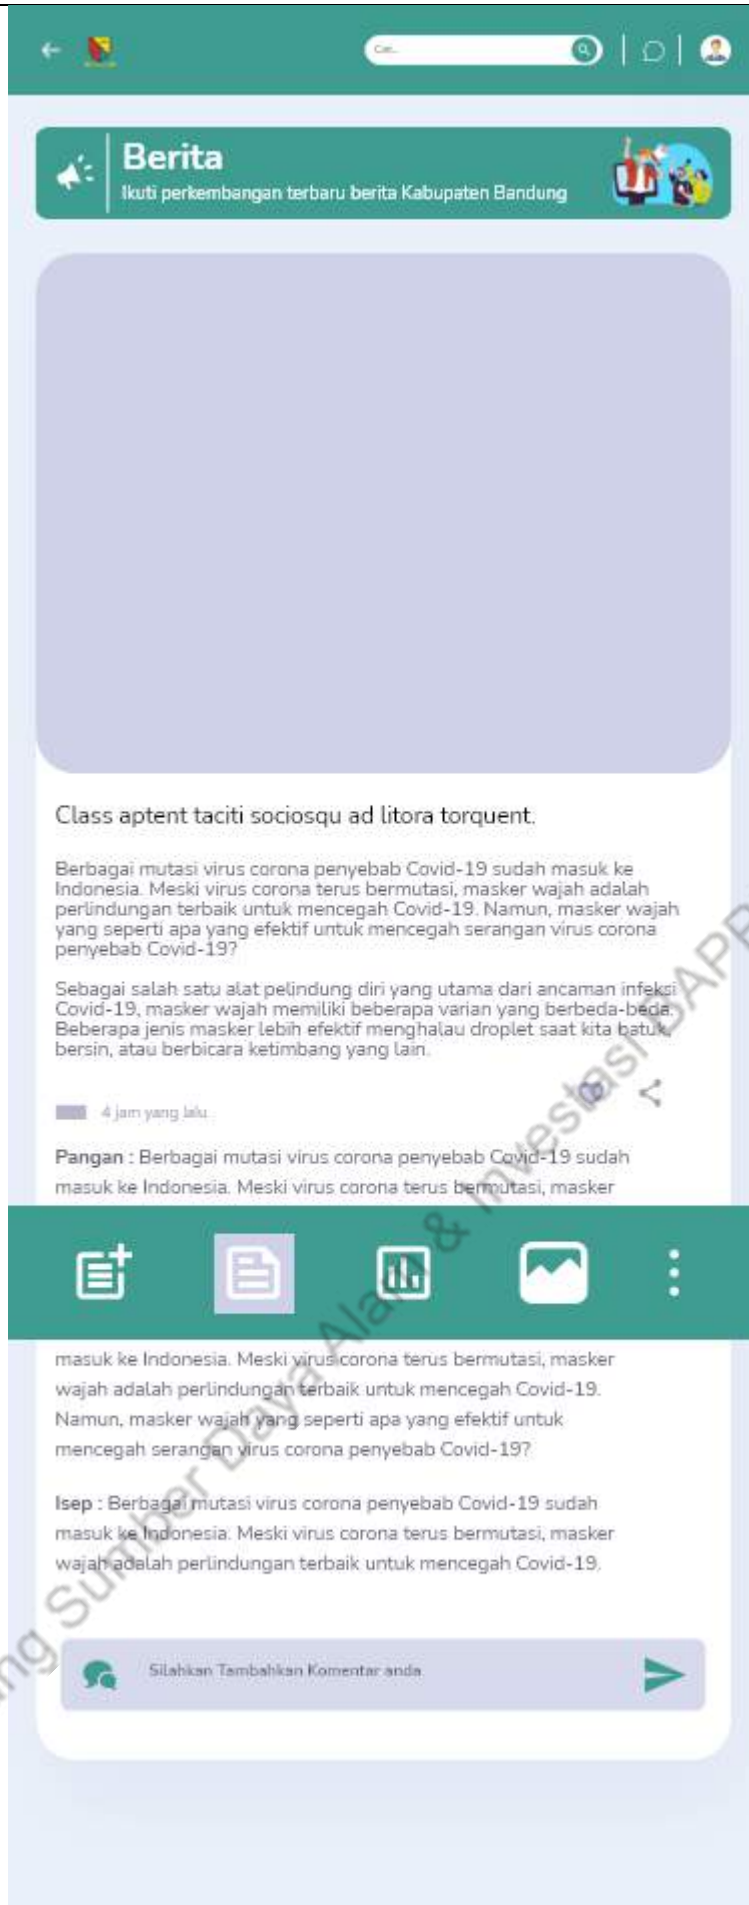 Cari...
Berita
Ikuti perkembangan terbaru berita Kabupaten Bandung
Class aptent taciti sociosqu ad litora torquent.
Berbagai mutasi virus corona penyebab Covid-19 sudah masuk ke
Indonesia. Meski virus corona terus bermutasi, masker wajah adalah
perlindungan terbaik untuk mencegah Covid-19. Namun, masker wajah
yang seperti apa yang efektif untuk mencegah serangan virus corona
penyebab Covid-19?
Sebagai salah satu alat pelindung diri yang utama dari ancaman infeksi
Covid-19, masker wajah memiliki beberapa varian yang berbeda-beda.
Beberapa jenis masker lebih efektif menghalau droplet saat kita batuk,
bersin, atau berbicara ketimbang yang lain.
4 jam yang lalu
Pangan : Berbagai mutasi virus corona penyebab Covid-19 sudah
masuk ke Indonesia. Meski virus corona terus bermutasi, masker
masuk ke Indonesia. Meski virus corona terus bermutasi, masker
wajah adalah perlindungan terbaik untuk mencegah Covid-19.
Namun, masker wajah yang seperti apa yang efektif untuk
mencegah serangan virus corona penyebab Covid-19?
Isep : Berbagai mutasi virus corona penyebab Covid-19 sudah
masuk ke Indonesia. Meski virus corona terus bermutasi, masker
wajah adalah perlindungan terbaik untuk mencegah Covid-19.
Silahkan Tambahkan Komentar anda
ng Sumber Daya Alam & Investasi BAPP